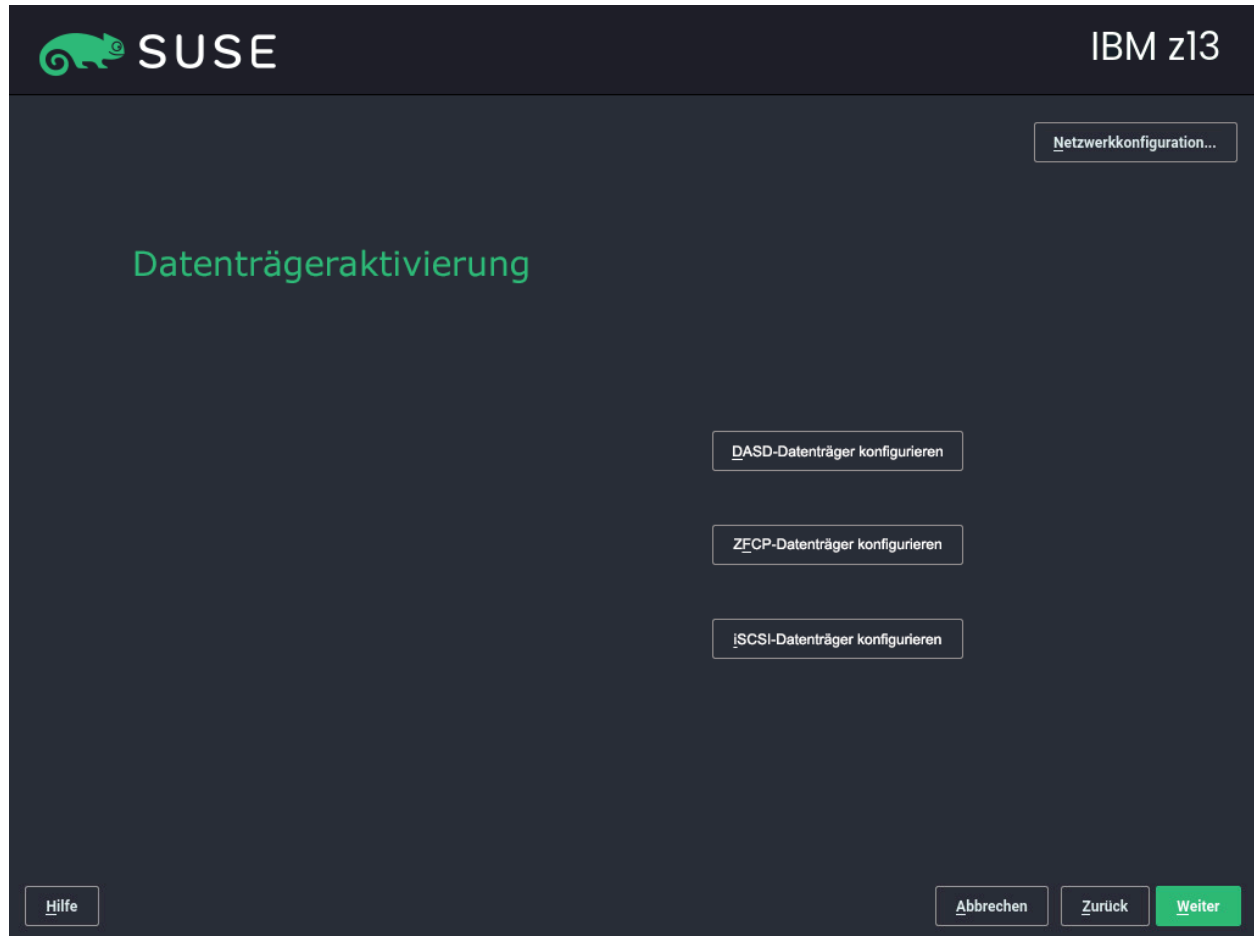 SUSE
IBM z13
Netzwerkkonfiguration...
Datenträgeraktivierung
DASD-Datenträger konfigurieren
ZFCP-Datenträger konfigurieren
iSCSI-Datenträger konfigurieren
Hilfe
Abbrechen
Zurück
Weiter